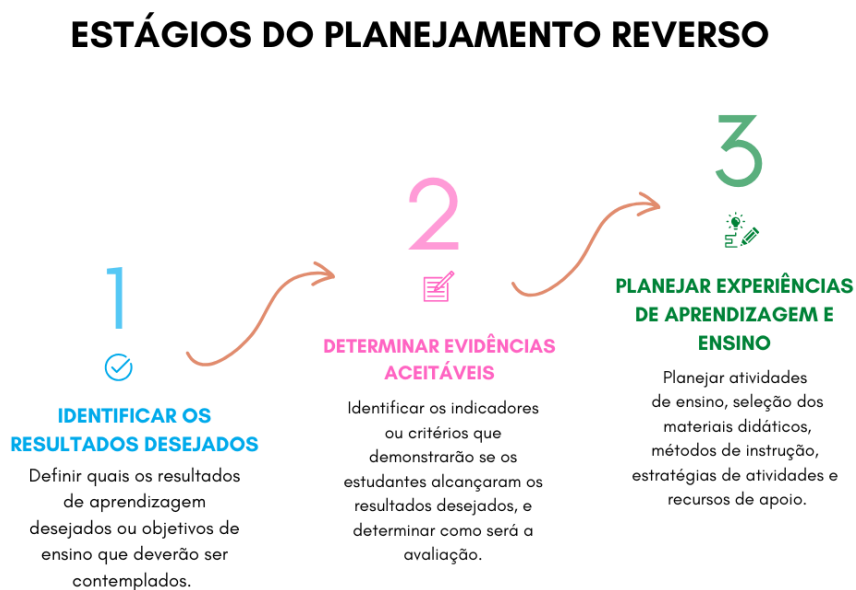 ESTÁGIOS DO PLANEJAMENTO REVERSO
1
IDENTIFICAR OS
RESULTADOS DESEJADOS
Definir quais os resultados
de aprendizagem
desejados ou objetivos de
ensino que deverão ser
contemplados.
2
DETERMINAR EVIDÊNCIAS
ACEITÁVEIS
Identificar os indicadores
ou critérios que
demonstrarão se os
estudantes alcançaram os
resultados desejados, e
determinar como será a
avaliação.
3
PLANEJAR EXPERIÊNCIAS
DE APRENDIZAGEM E
ENSINO
Planejar atividades
de ensino, seleção dos
materiais didáticos,
métodos de instrução,
estratégias de atividades e
recursos de apoio.